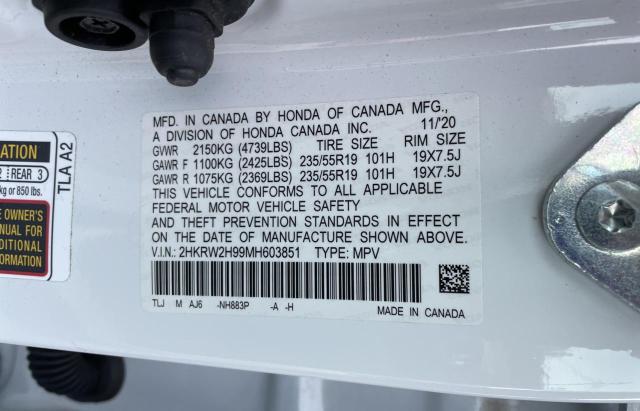 MFD. IN CANADA BY HONDA OF CANADA MFG.,
A DIVISION OF HONDA CANADA INC. 11/'20
GVWR 2150KG (4739LBS) TIRE SIZE RIM SIZE
GAWR F 1100KG (2425LBS) 235/55R19 101H 19X7.5J
GAWR R 1075KG (2369LBS) 235/55R19 101H 19X7.5J
THIS VEHICLE CONFORMS TO ALL APPLICABLE
FEDERAL MOTOR VEHICLE SAFETY
AND THEFT PREVENTION STANDARDS IN EFFECT
ON THE DATE OF MANUFACTURE SHOWN ABOVE.
V.I.N.: 2HKRW2H99MH603851 TYPE: MPV
TLJ M AJ6 -NH883P -A -H
MADE IN CANADA
ATION
2 REAR 3
kg or 850 lbs.
OWNER'S
MANUAL FOR
ADDITIONAL
INFORMATION
TLA A2